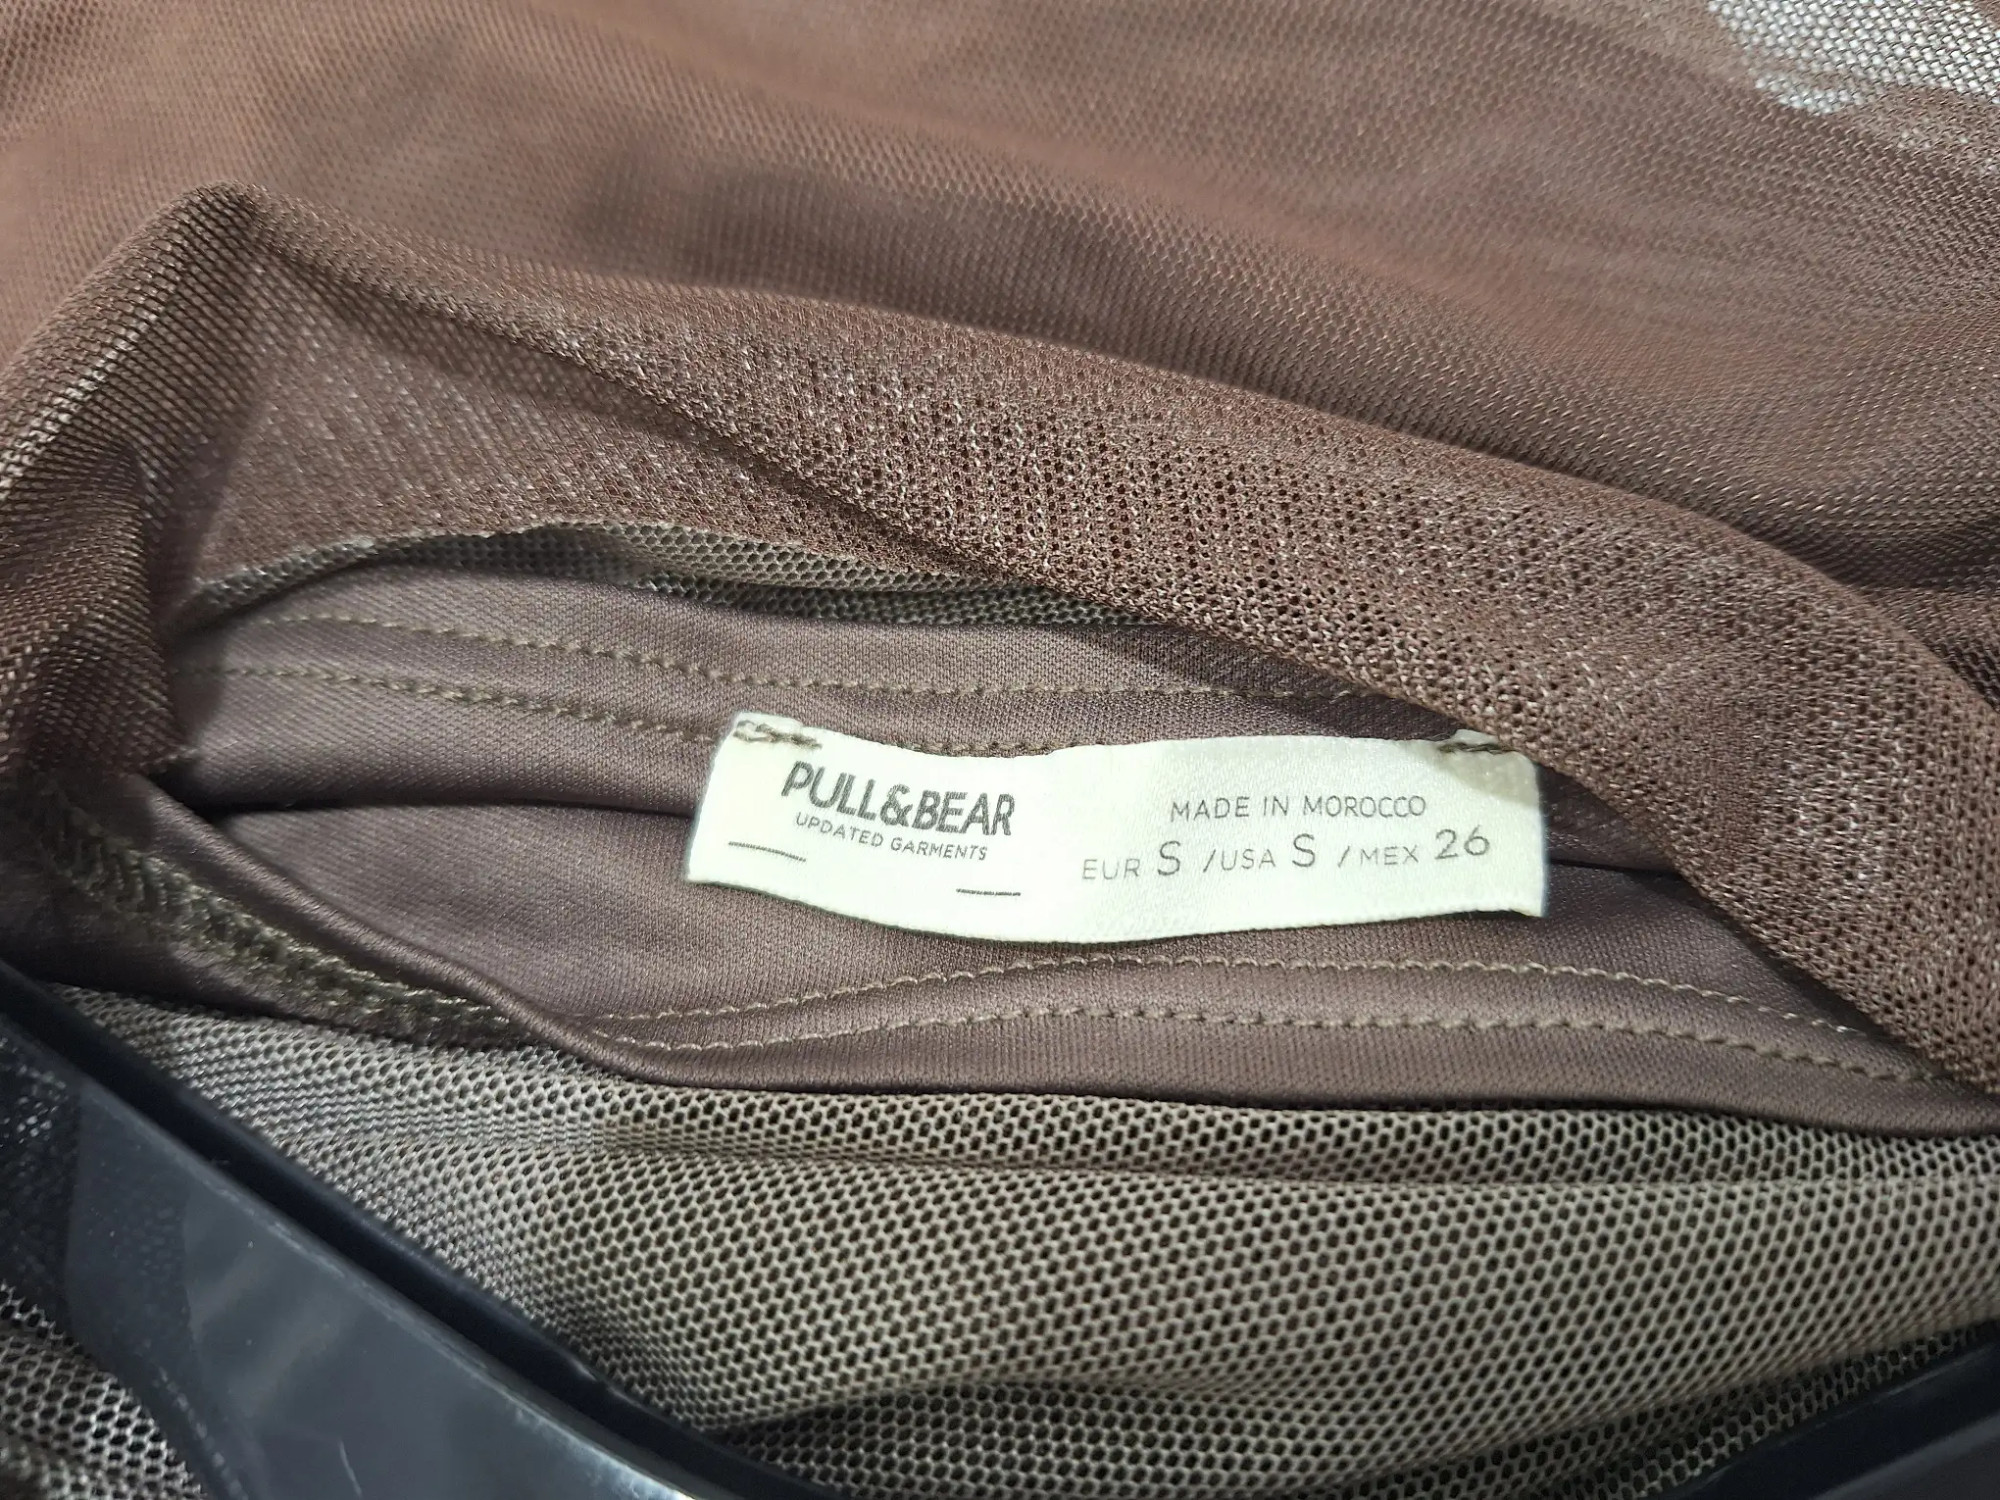 PULL&BEAR
UPDATED GARMENTS
MADE IN MOROCCO
EUR S /USA S /MEX 26